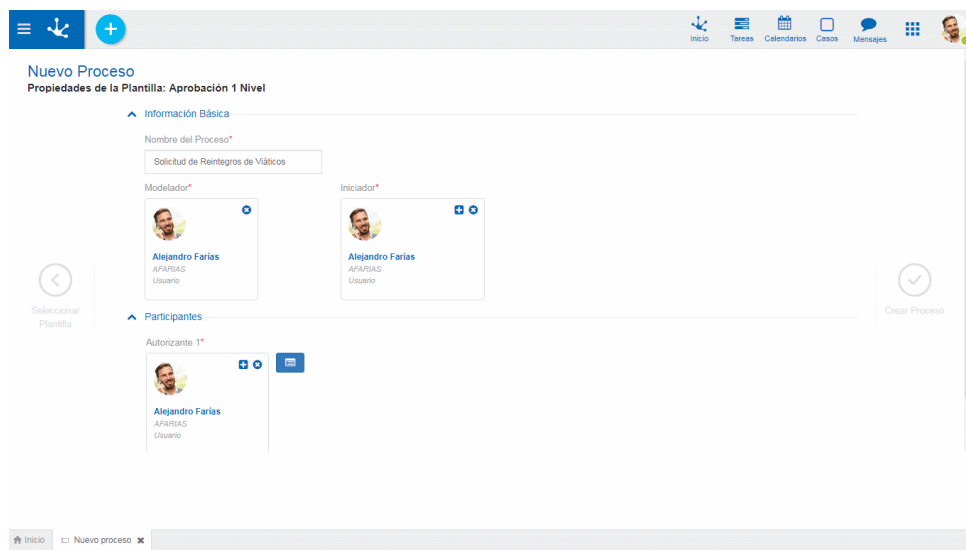 Inicio
Tareas
Calendarios
Casos
Mensajes
Nuevo Proceso
Propiedades de la Plantilla: Aprobación 1 Nivel
Información Básica
Nombre del Proceso*
Solicitud de Reintegros de Viáticos
Modelador*
Iniciador*
Alejandro Farías
AFARIAS
Usuario
Alejandro Farías
AFARIAS
Usuario
Seleccionar
Plantilla
Crear Proceso
Participantes
Autorizante 1*
Alejandro Farías
AFARIAS
Usuario
Inicio
Nuevo proceso